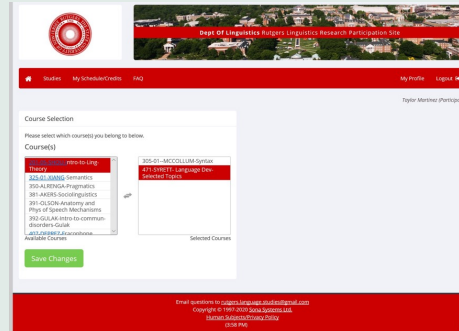 Dept Of Linguistics Rutgers Linguistics Research Participation Site
Studies My Schedule/Credits FAQ My Profile Logout
Taylor Martinez (Particip
Course Selection
Please select which course(s) you belong to below.
Course(s)
ntro-to-Ling-
Theory
325-01-XIANG-Semantics
350-ALRENGA-Pragmatics
381-AKERS-Sociolinguistics
391-OLSON-Anatomy and
Phys of Speech Mechanisms
392-GULAK-Intro-to-commun-
disorders-Gulak
305-01--MCCOLLUM-Syntax
471-SYRETT- Language Dev-
Selected Topics
Available Courses
Selected Courses
Save Changes
Email questions to rutgers.language.studies@gmail.com
Copyright © 1997-2020 Sona Systems Ltd.
Human Subjects/Privacy Policy
(3:58 PM)